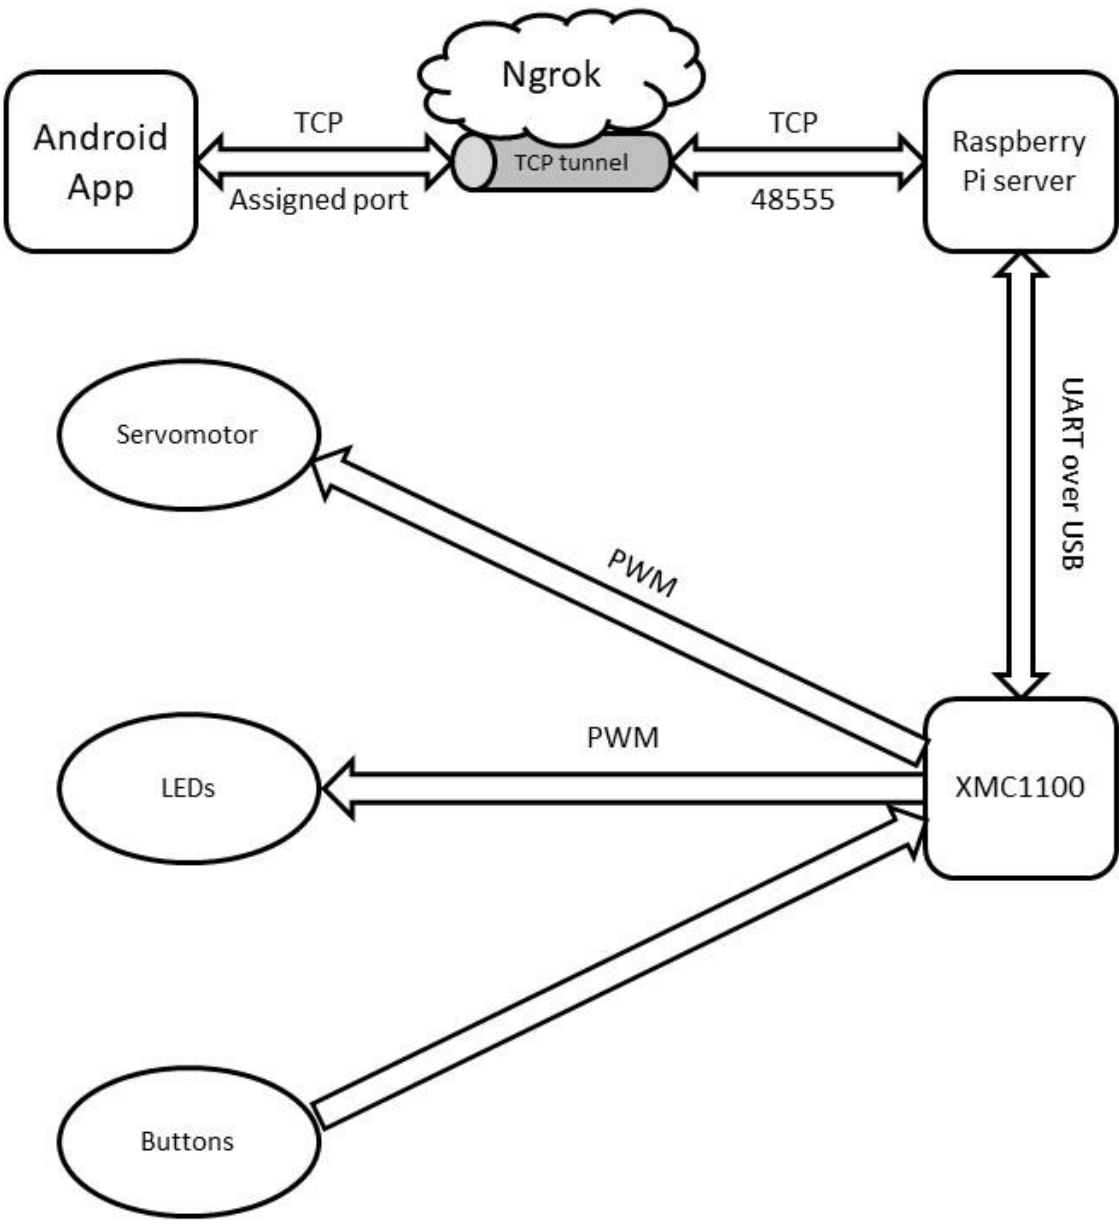 Ngrok
Android
App
TCP
Assigned port
TCP tunnel
TCP
48555
Raspberry
Pi server
UART over USB
Servomotor
PWM
LEDs
PWM
XMC1100
Buttons